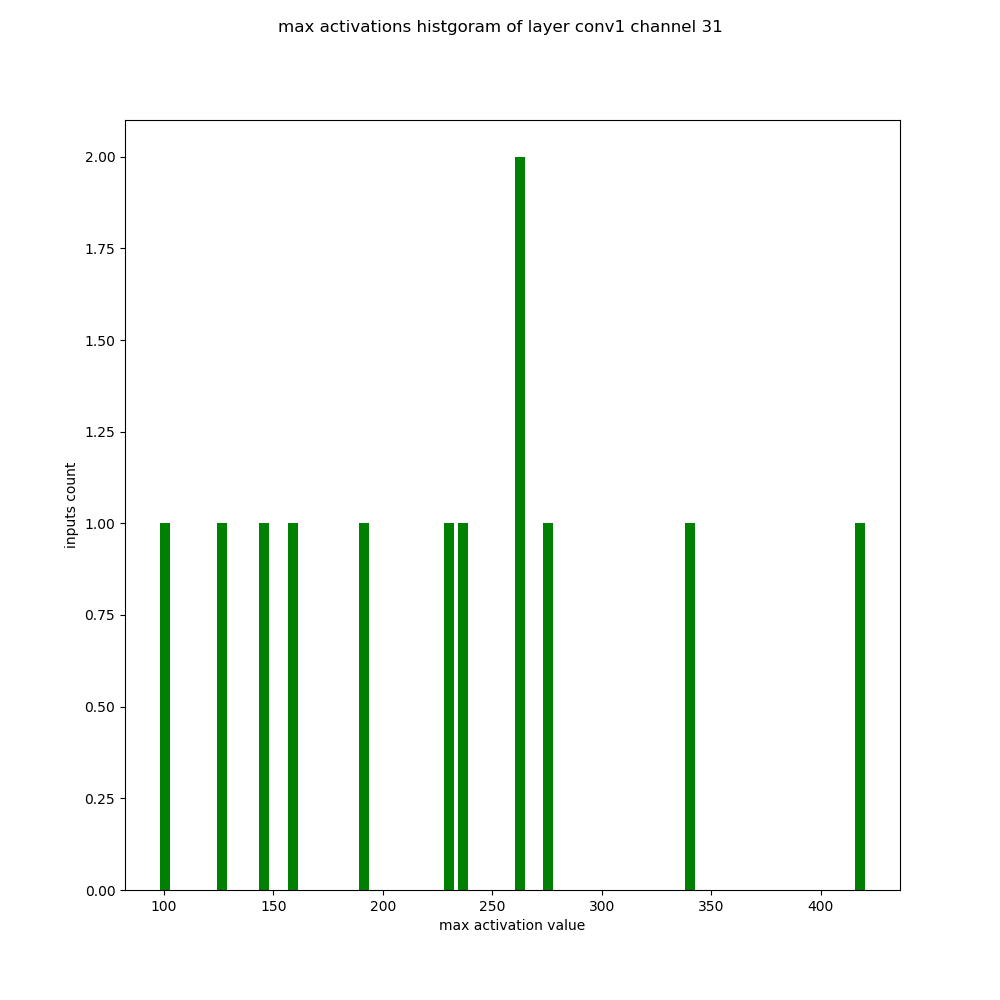 max activations histgoram of layer conv1 channel 31
2.00
1.75
1.50
1.25
1.00
0.75
0.50
0.25
0.00
inputs count
100 150 200 250 300 350 400
max activation value